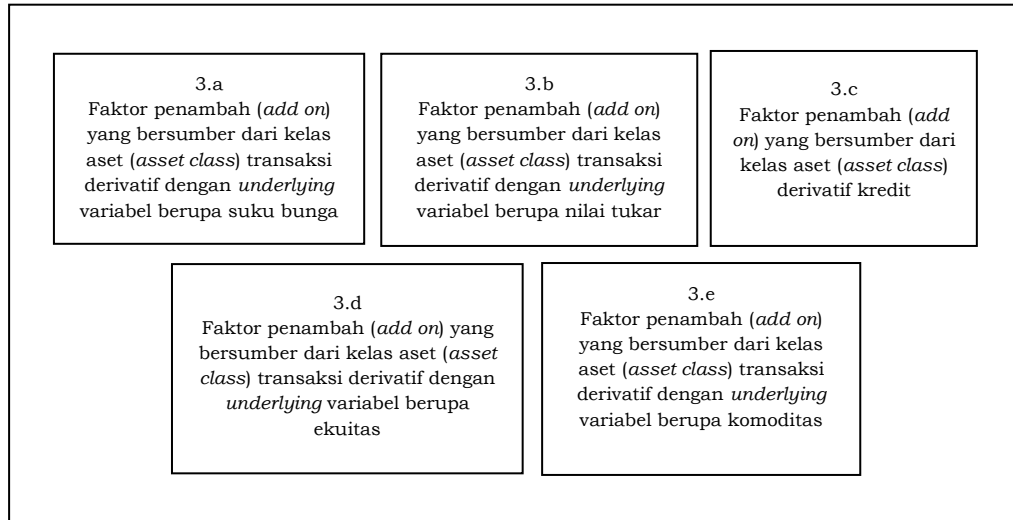 3.a
Faktor penambah (add on)
yang bersumber dari kelas
aset (asset class) transaksi
derivatif dengan underlying
variabel berupa suku bunga
3.b
Faktor penambah (add on)
yang bersumber dari kelas
aset (asset class) transaksi
derivatif dengan underlying
variabel berupa nilai tukar
3.c
Faktor penambah (add
on) yang bersumber dari
kelas aset (asset class)
derivatif kredit
3.d
Faktor penambah (add on) yang
bersumber dari kelas aset (asset
class) transaksi derivatif dengan
underlying variabel berupa
ekuitas
3.e
Faktor penambah (add on)
yang bersumber dari kelas
aset (asset class) transaksi
derivatif dengan underlying
variabel berupa komoditas